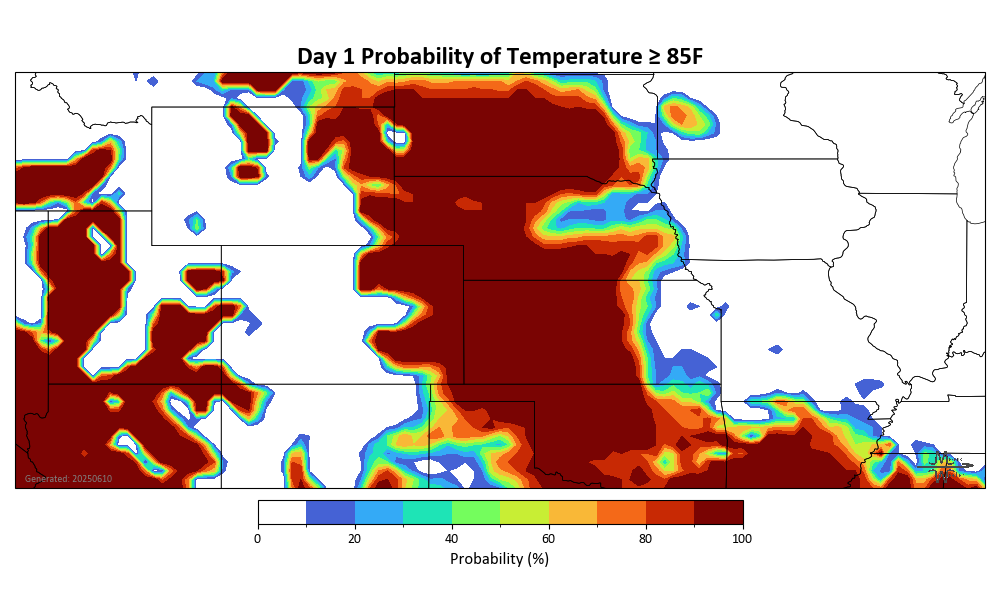 Day 1 Probability of Temperature ≥ 85F
Generated: 20250610
0 20 40 60 80 100
Probability (%)